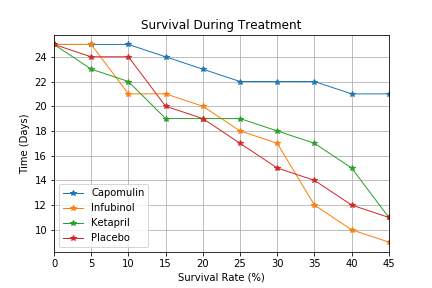 Survival During Treatment
Time (Days)
24
22
20
18
16
14
12
10
Capomulin
Infubinol
Ketapril
Placebo
0 5 10 15 20 25 30 35 40 45
Survival Rate (%)